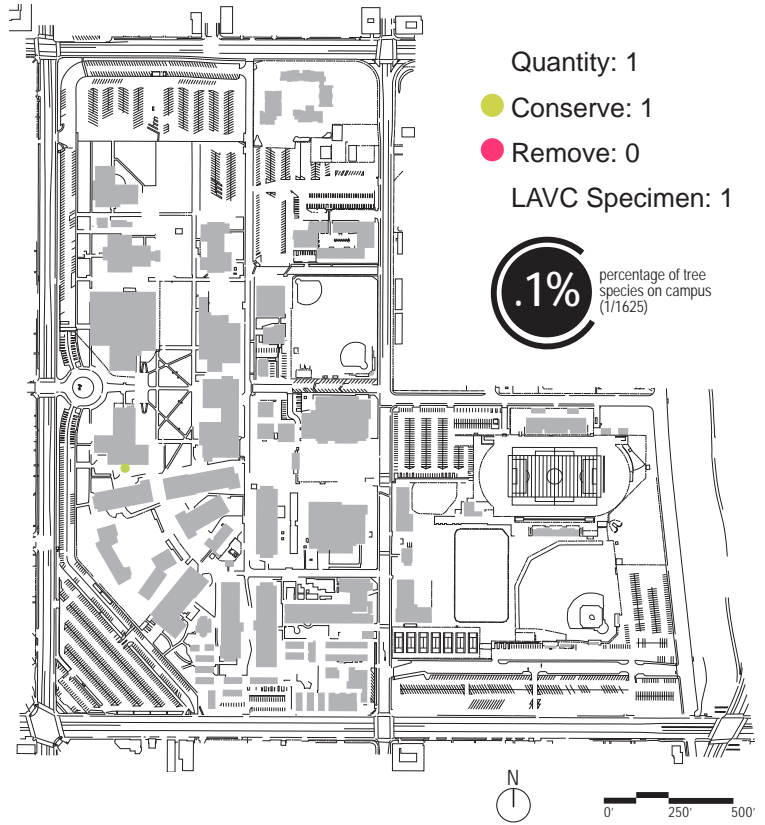 Quantity: 1
Conserve: 1
Remove: 0
LAVC Specimen: 1
.1%
percentage of tree
species on campus
(1/1625)
N
0' 250' 500'